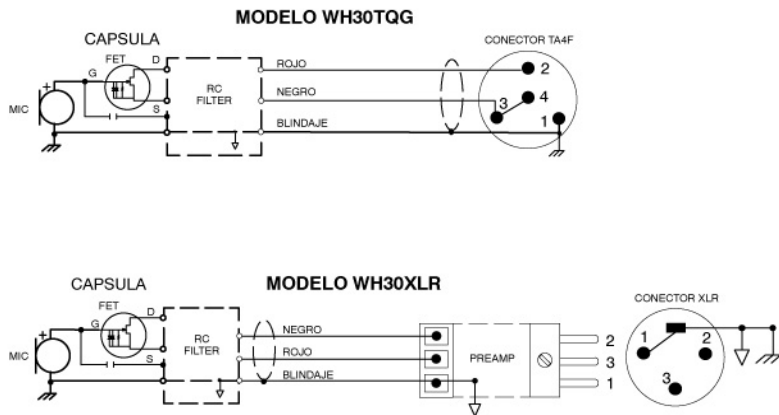 MODELO WH30TQG
CAPSULA
CONECTOR TA4F
FET
D
G
S
+
MIC
RC
FILTER
ROJO
NEGRO
BLINDAJE
2
4
3
1
MODELO WH30XLR
CAPSULA
CONECTOR XLR
FET
D
G
S
+
MIC
RC
FILTER
NEGRO
ROJO
BLINDAJE
PREAMP
2
3
1
1
2
3